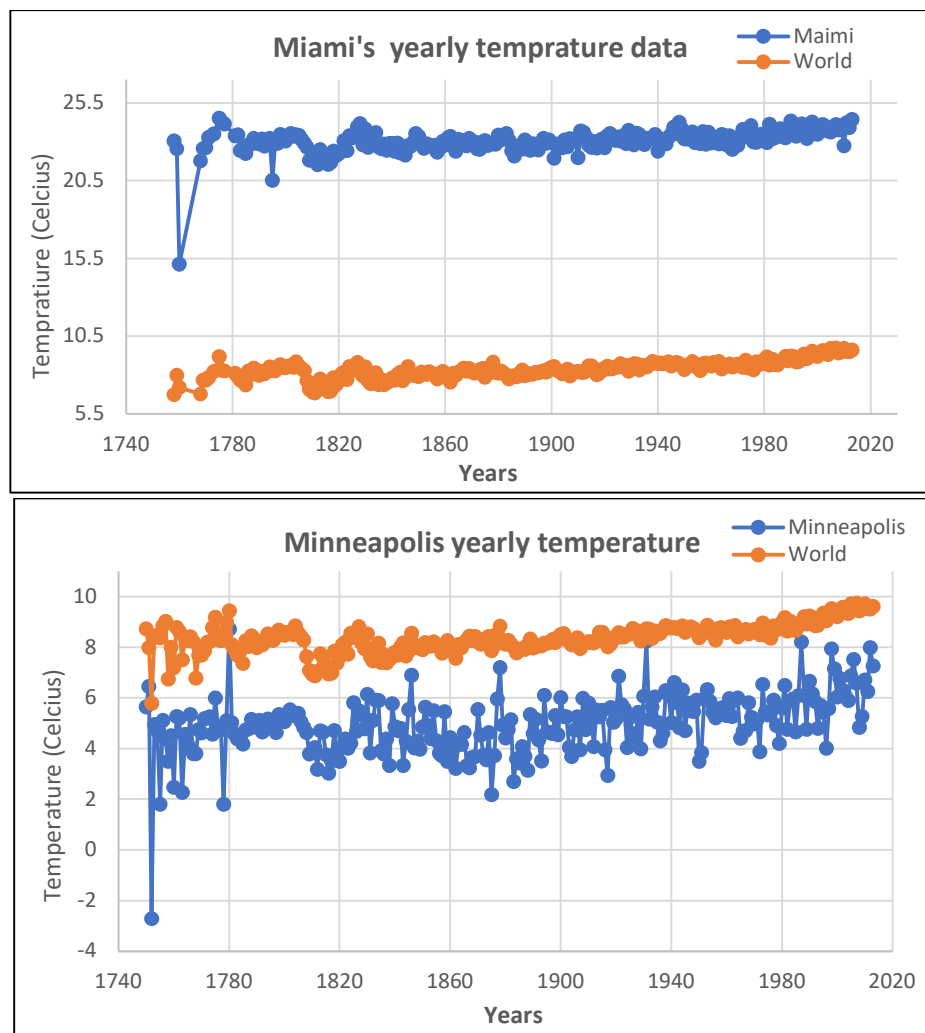 Miami's yearly temprature data
Maimi
World
Tempratiure (Celcius)
25.5
20.5
15.5
10.5
5.5
1740 1780 1820 1860 1900 1940 1980 2020
Years
Minneapolis yearly temperature
Minneapolis
World
Temperature (Celcius)
10
8
6
4
2
0
-2
-4
1740 1780 1820 1860 1900 1940 1980 2020
Years